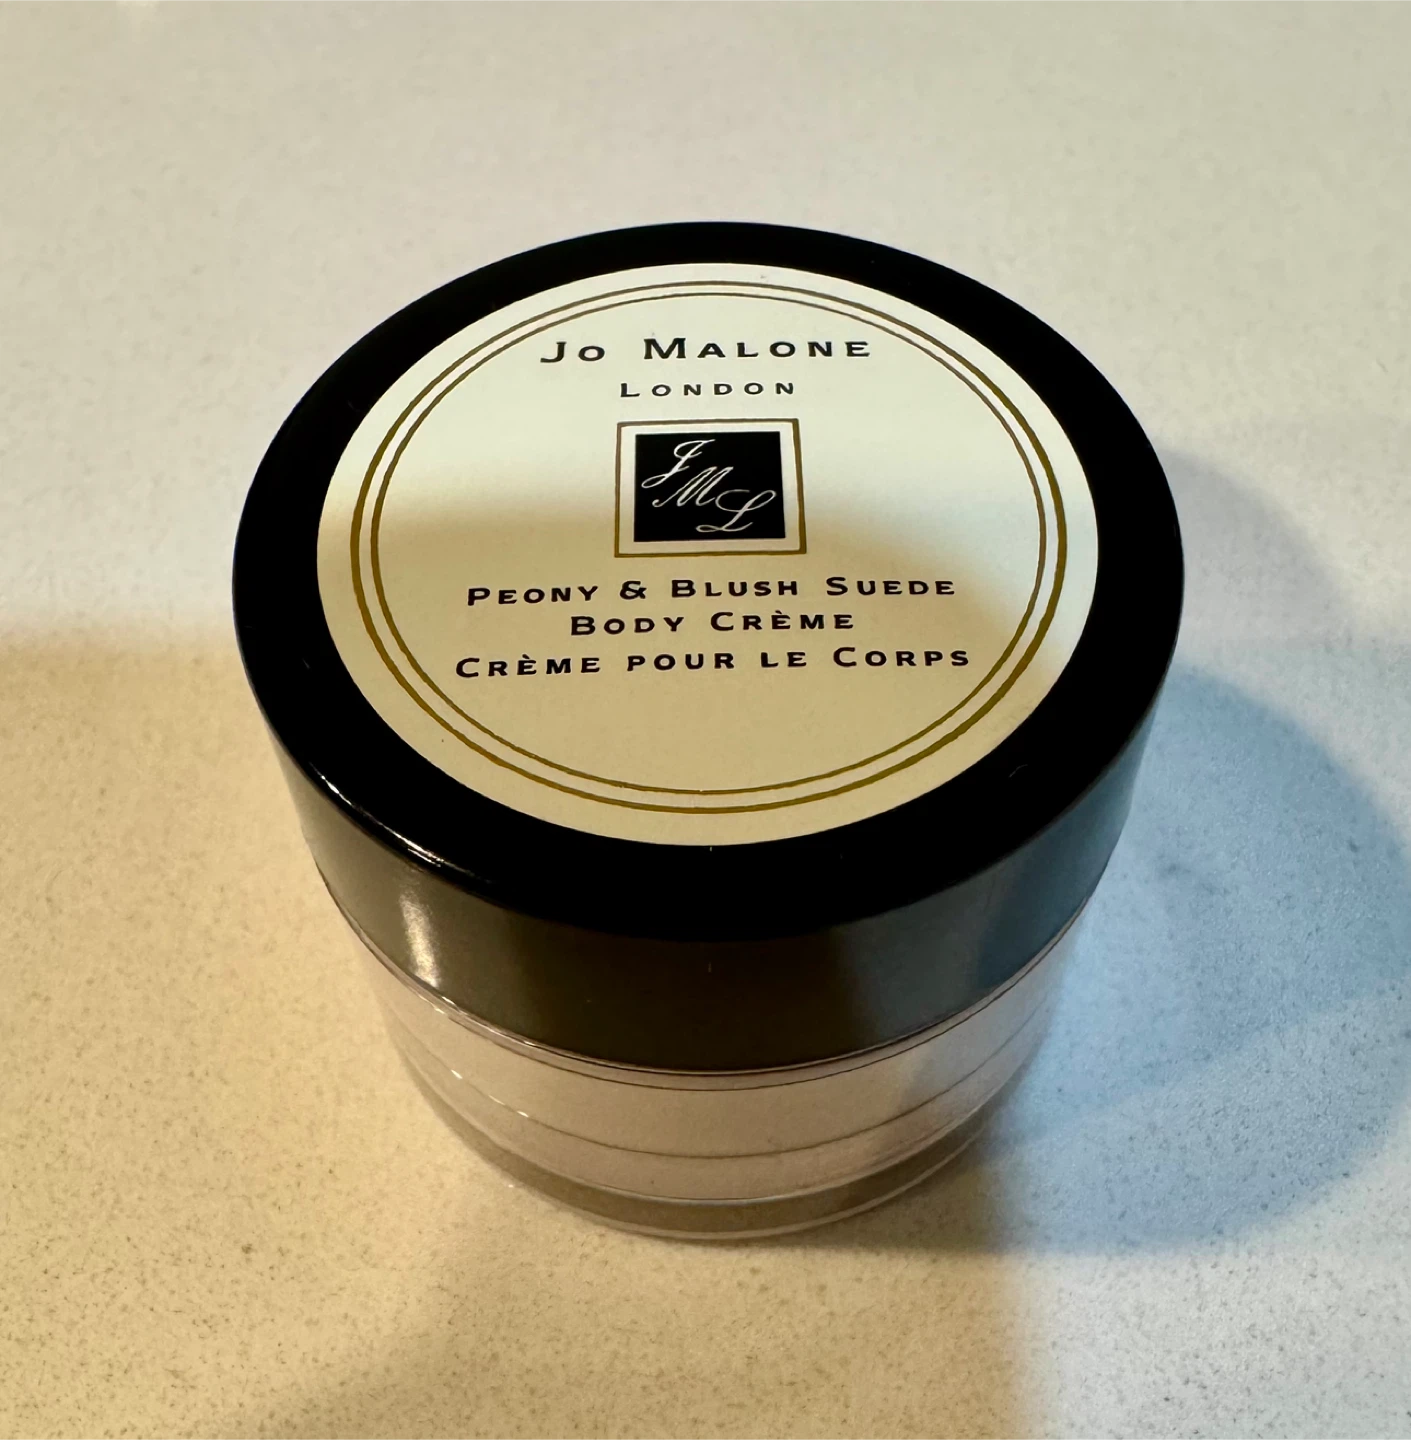 Jo Malone
London
JML
Peony & Blush Suede
Body Crème
Crème pour le Corps